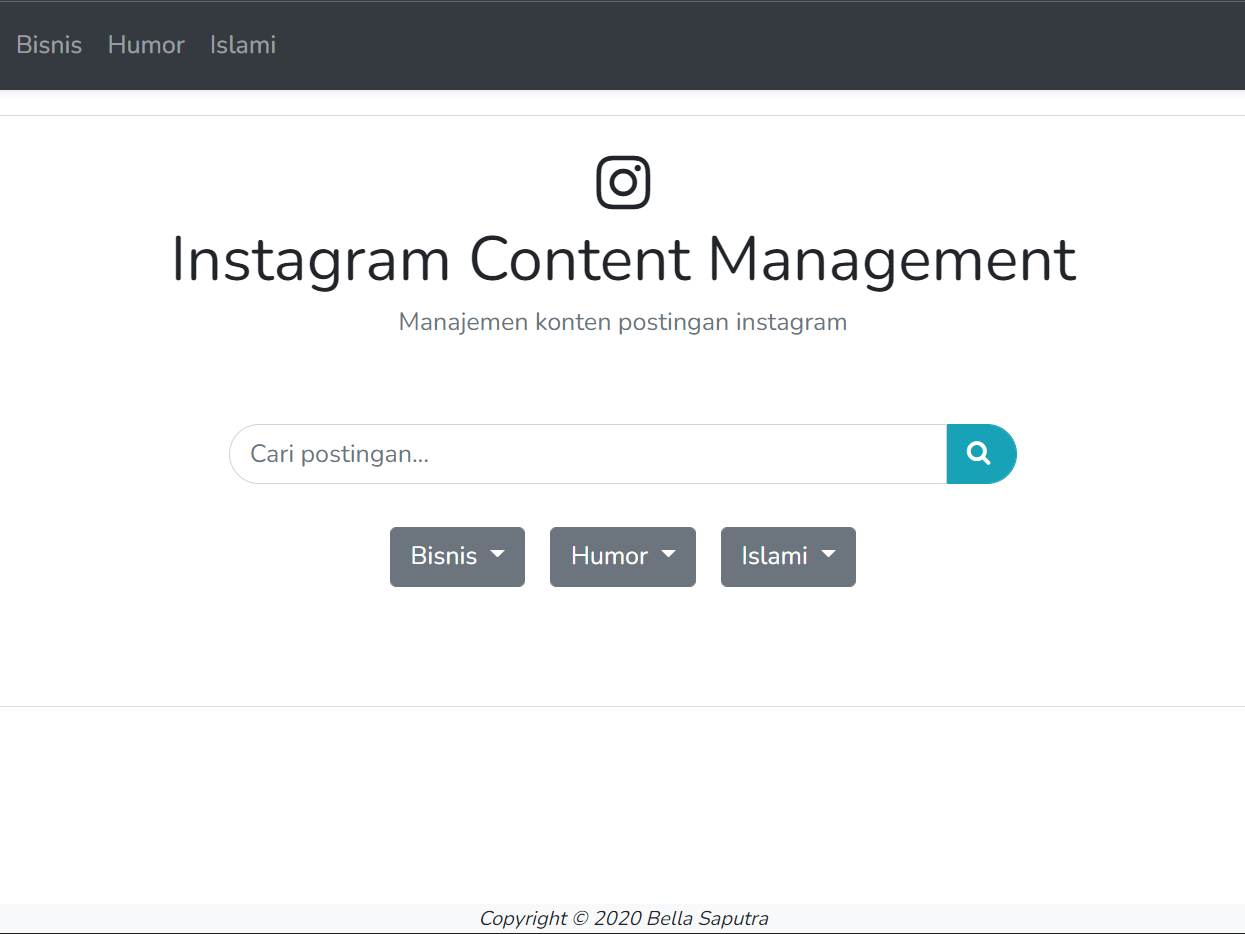 Bisnis Humor Islami
Instagram Content Management
Manajemen konten postingan instagram
Cari postingan...
Bisnis Humor Islami
Copyright © 2020 Bella Saputra